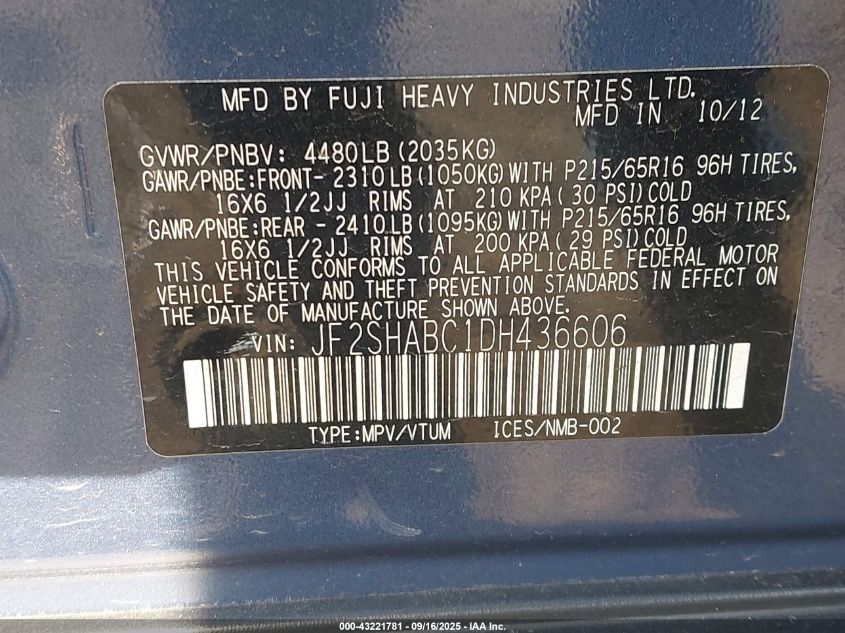 MFD BY FUJI HEAVY INDUSTRIES LTD.
MFD IN 10/12
GVWR/PNBV: 4480LB (2035KG)
GAWR/PNBE:FRONT- 2310LB(1050KG)WITH P215/65R16 96H TIRES,
16X6 1/2JJ RIMS AT 210 KPA( 30 PSI)COLD
GAWR/PNBE:REAR - 2410LB(1095KG)WITH P215/65R16 96H TIRES,
16X6 1/2JJ RIMS AT 200 KPA( 29 PSI)COLD
THIS VEHICLE CONFORMS TO ALL APPLICABLE FEDERAL MOTOR
VEHICLE SAFETY AND THEFT PREVENTION STANDARDS IN EFFECT ON
THE DATE OF MANUFACTURE SHOWN ABOVE.
VIN: JF2SHABC1DH436606
TYPE:MPV/VTUM ICES/NMB-002
000-43221781 - 09/16/2025 - IAA Inc.